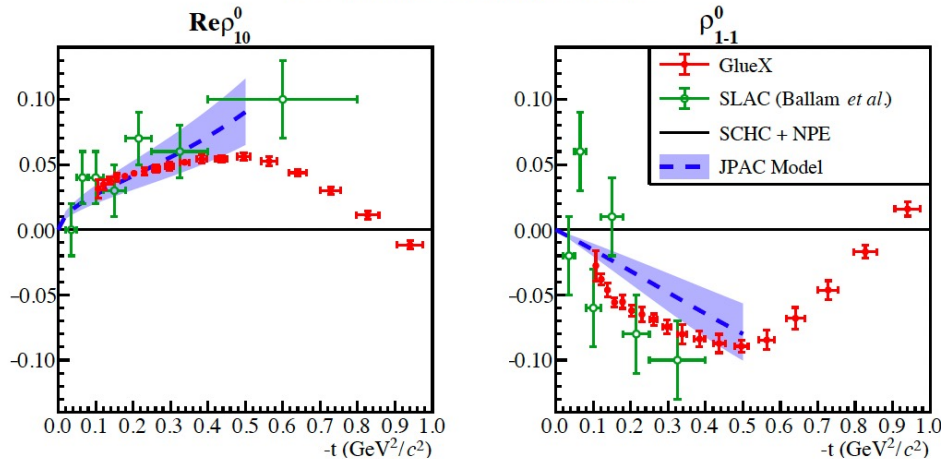 Reρ⁰₁₀
ρ⁰₁₋₁
GlueX
SLAC (Ballam et al.)
SCHC + NPE
JPAC Model
0.10
0.05
0.00
−0.05
−0.10
0.0 0.1 0.2 0.3 0.4 0.5 0.6 0.7 0.8 0.9 1.0
-t (GeV²/c²)
0.10
0.05
0.00
−0.05
−0.10
0.0 0.1 0.2 0.3 0.4 0.5 0.6 0.7 0.8 0.9 1.0
-t (GeV²/c²)